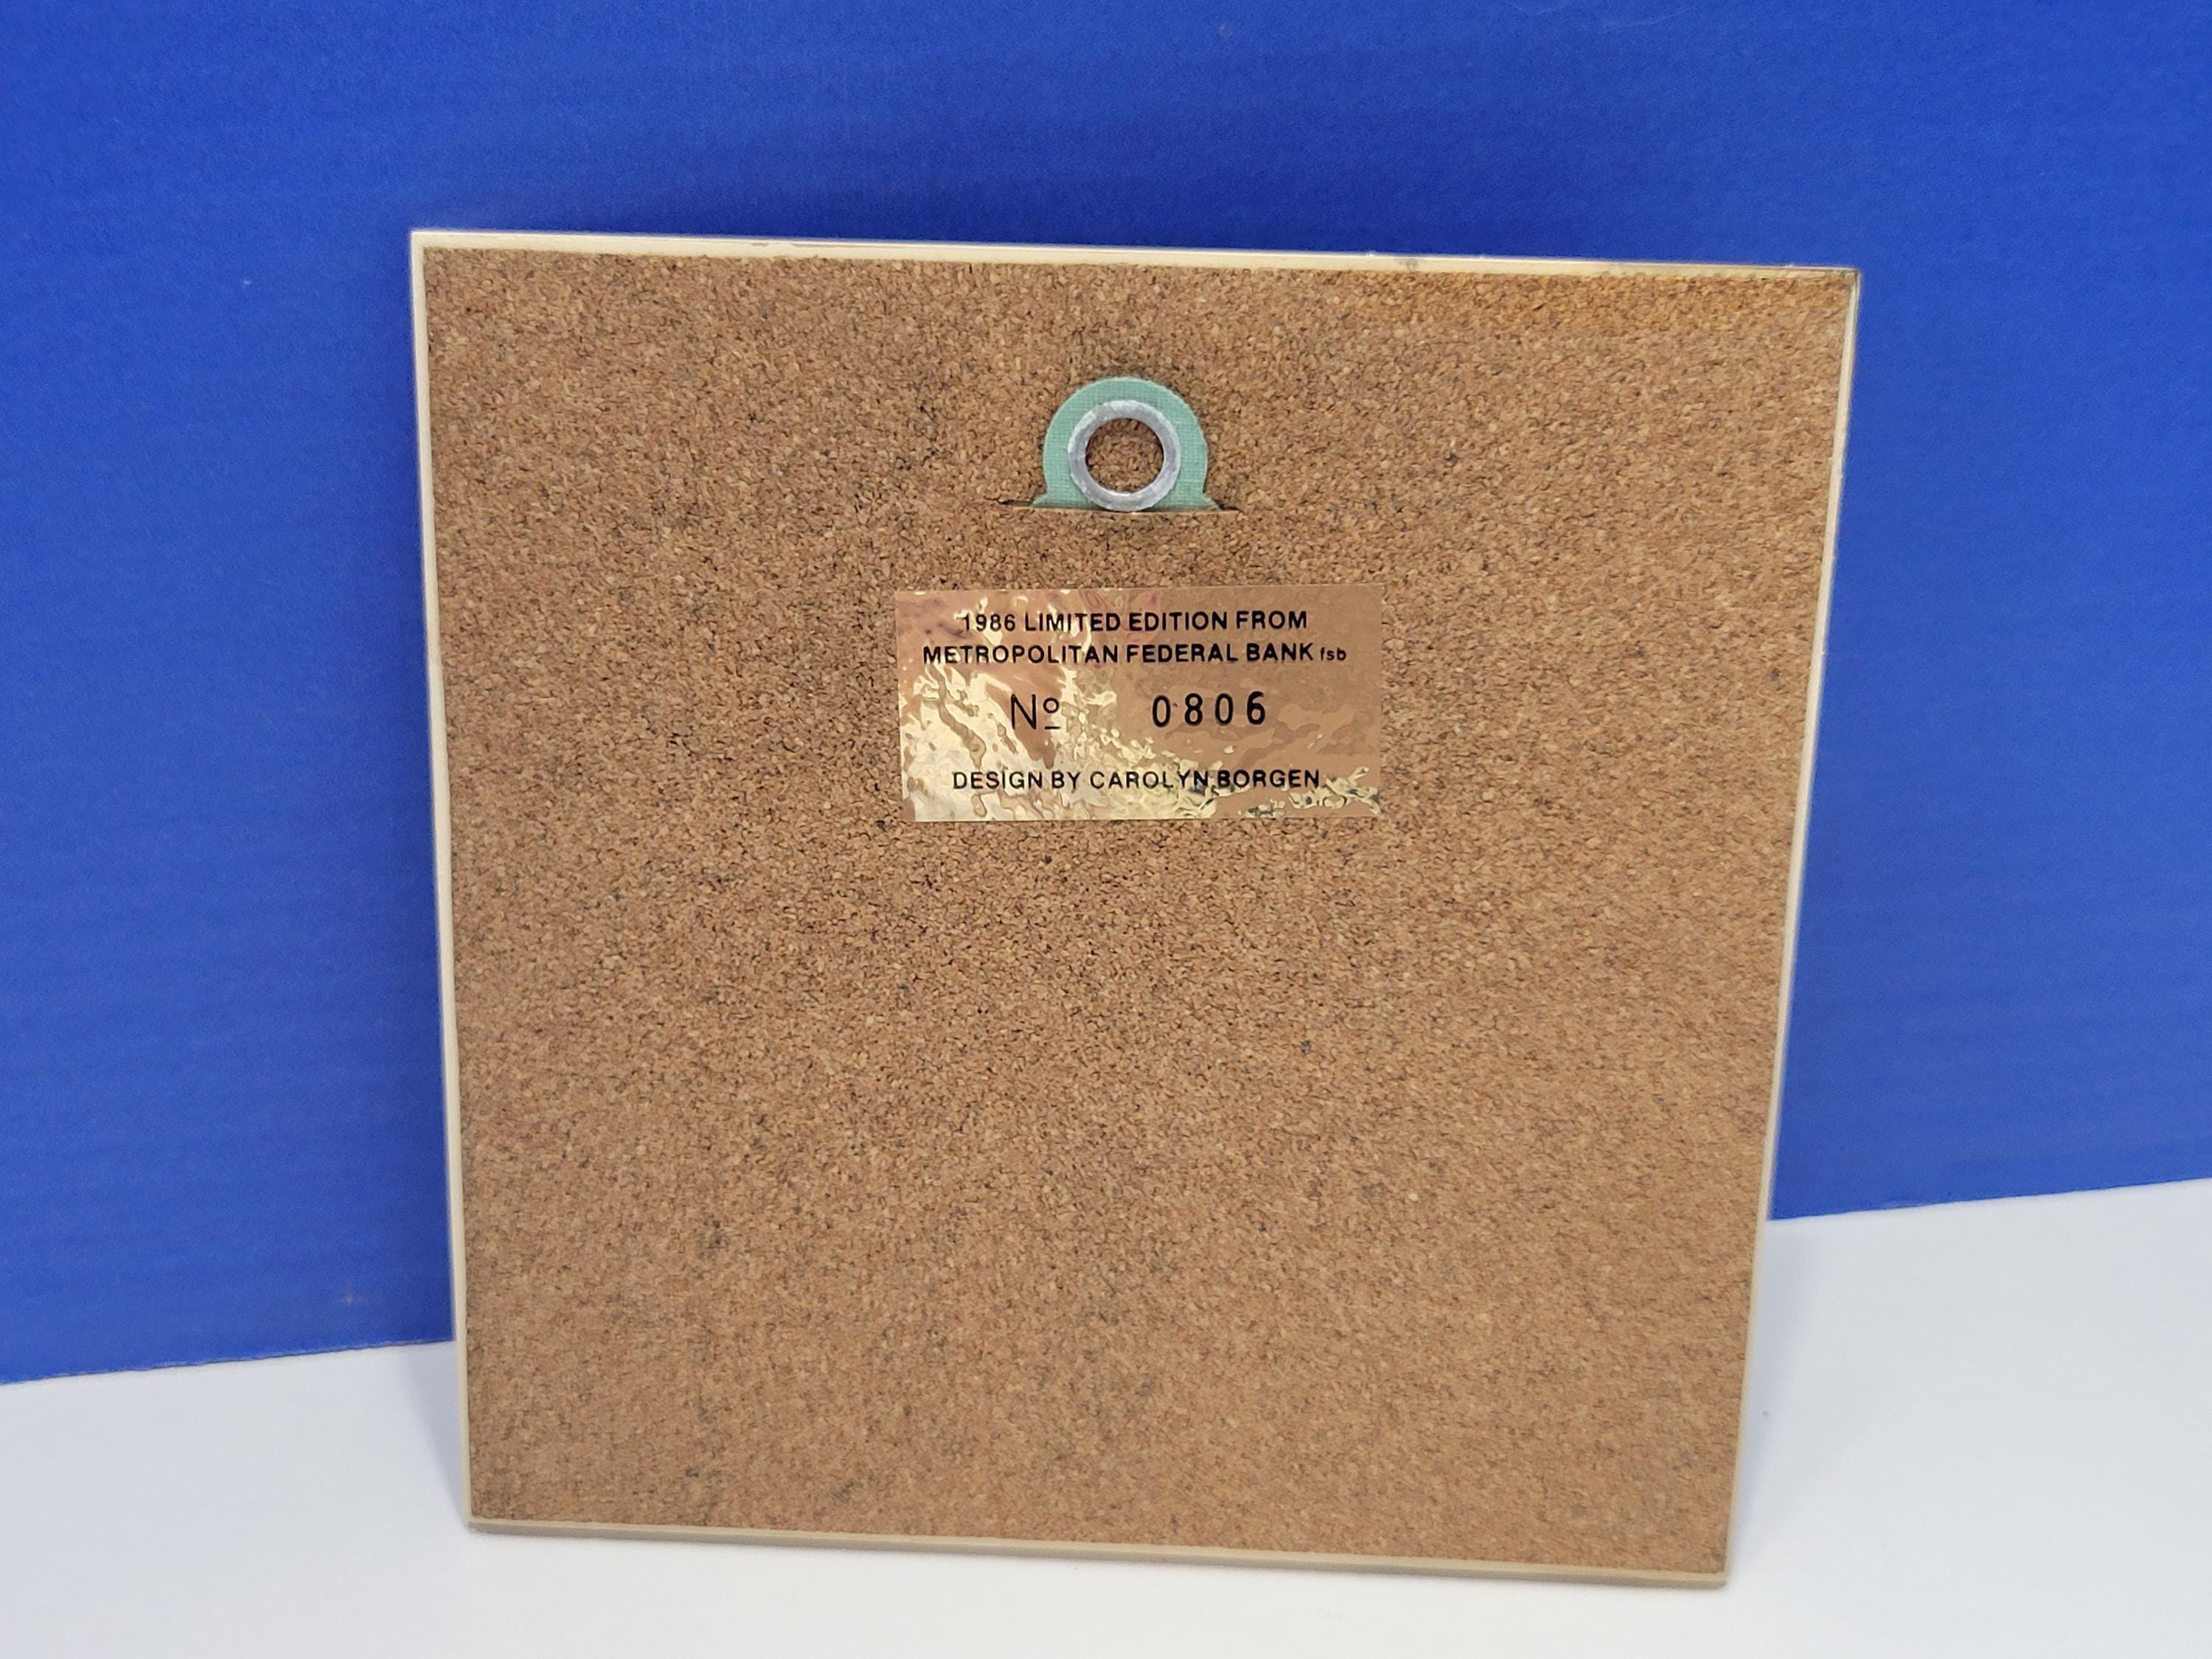 1986 LIMITED EDITION FROM
METROPOLITAN FEDERAL BANK fsb
Nº 0806
DESIGN BY CAROLYN BORGEN